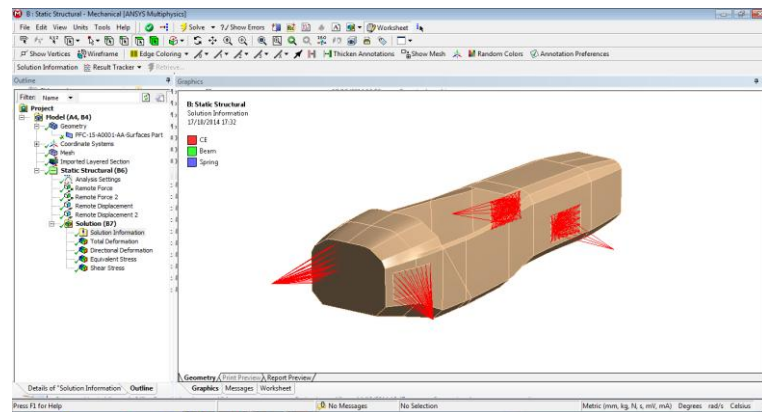 B : Static Structural - Mechanical [ANSYS Multiphysics]
File Edit View Units Tools Help Solve ?/ Show Errors Worksheet
Show Vertices Wireframe Edge Coloring Thicken Annotations Show Mesh Random Colors Annotation Preferences
Solution Information Result Tracker Retrieve
Outline
Graphics
Filter: Name
Project
Model (A4, B4)
Geometry
PFC-15-A0001-AA-Surfaces Part
Coordinate Systems
Mesh
Imported Layered Section
Static Structural (B6)
Analysis Settings
Remote Force
Remote Force 2
Remote Displacement
Remote Displacement 2
Solution (B7)
Solution Information
Total Deformation
Directional Deformation
Equivalent Stress
Shear Stress
B: Static Structural
Solution Information
17/18/2014 17:32
CE
Beam
Spring
Geometry Print Preview Report Preview
Details of "Solution Information" Outline
Graphics Messages Worksheet
Press F1 for Help No Messages No Selection Metric (mm, kg, N, s, mV, mA) Degrees rad/s Celsius